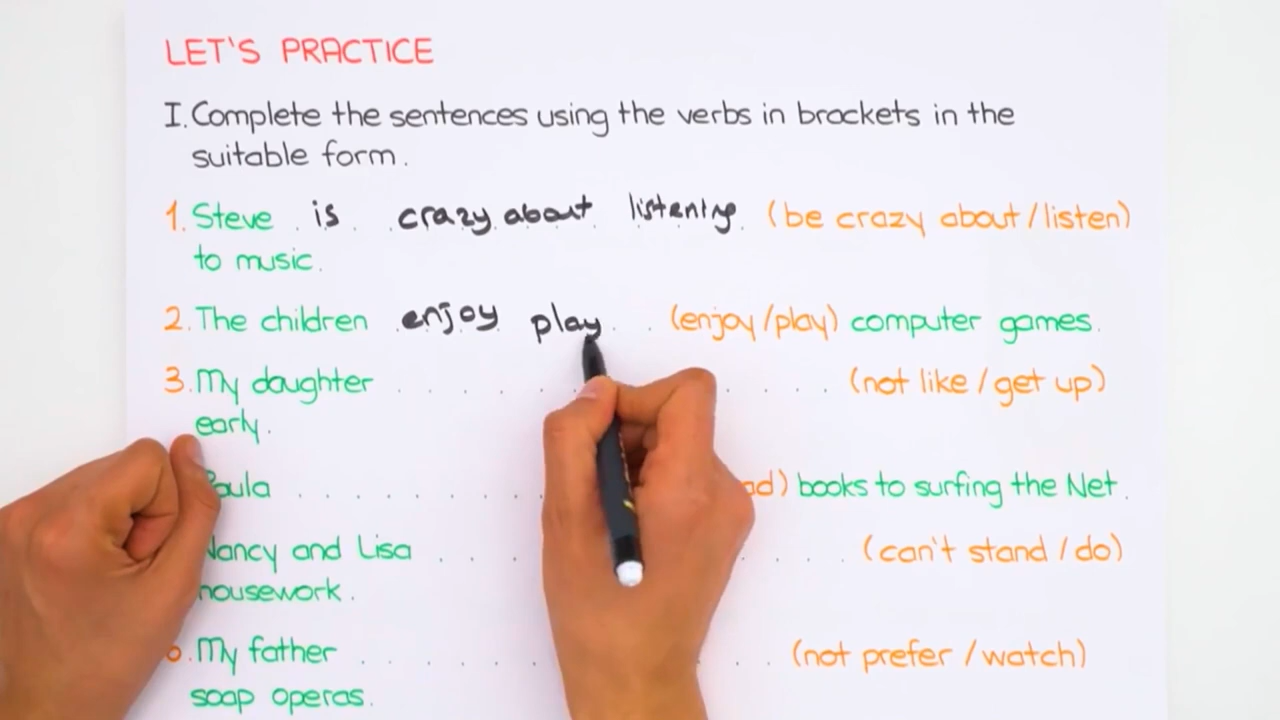 LET'S PRACTICE
I. Complete the sentences using the verbs in brackets in the
suitable form.
1. Steve is crazy about listening (be crazy about / listen)
to music.
2. The children enjoy play . . (enjoy / play) computer games.
3. My daughter . . . . . . . . (not like / get up)
early.
. . . . . . books to surfing the Net.
and Lisa . . . . . . (can't stand / do)
housework.
My father . . . . . . . (not prefer / watch)
soap operas.